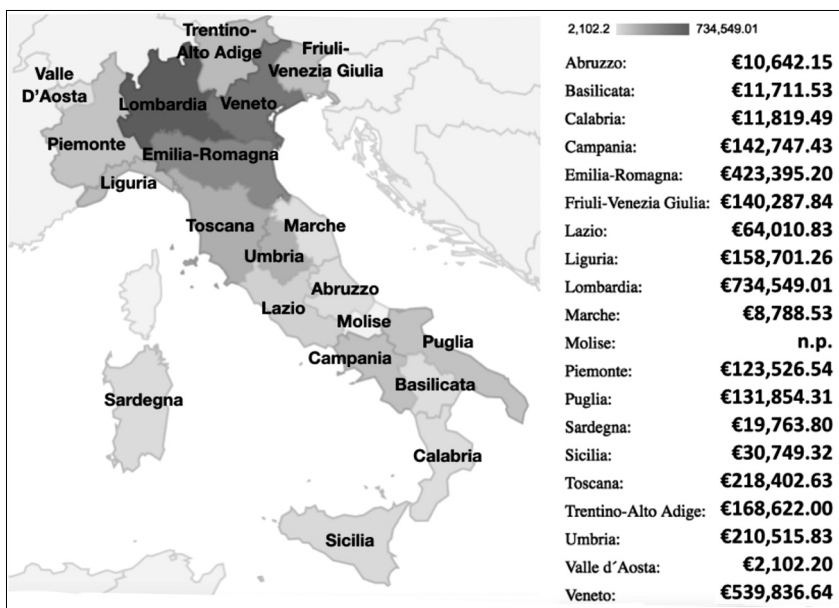 Trentino-
Alto Adige
Friuli-
Venezia Giulia
Valle
D'Aosta
Lombardia
Veneto
Piemonte
Emilia-Romagna
Liguria
Toscana
Marche
Umbria
Abruzzo
Lazio
Molise
Puglia
Campania
Basilicata
Sardegna
Calabria
Sicilia
2,102.2 734,549.01
Abruzzo: €10,642.15
Basilicata: €11,711.53
Calabria: €11,819.49
Campania: €142,747.43
Emilia-Romagna: €423,395.20
Friuli-Venezia Giulia: €140,287.84
Lazio: €64,010.83
Liguria: €158,701.26
Lombardia: €734,549.01
Marche: €8,788.53
Molise: n.p.
Piemonte: €123,526.54
Puglia: €131,854.31
Sardegna: €19,763.80
Sicilia: €30,749.32
Toscana: €218,402.63
Trentino-Alto Adige: €168,622.00
Umbria: €210,515.83
Valle d´Aosta: €2,102.20
Veneto: €539,836.64